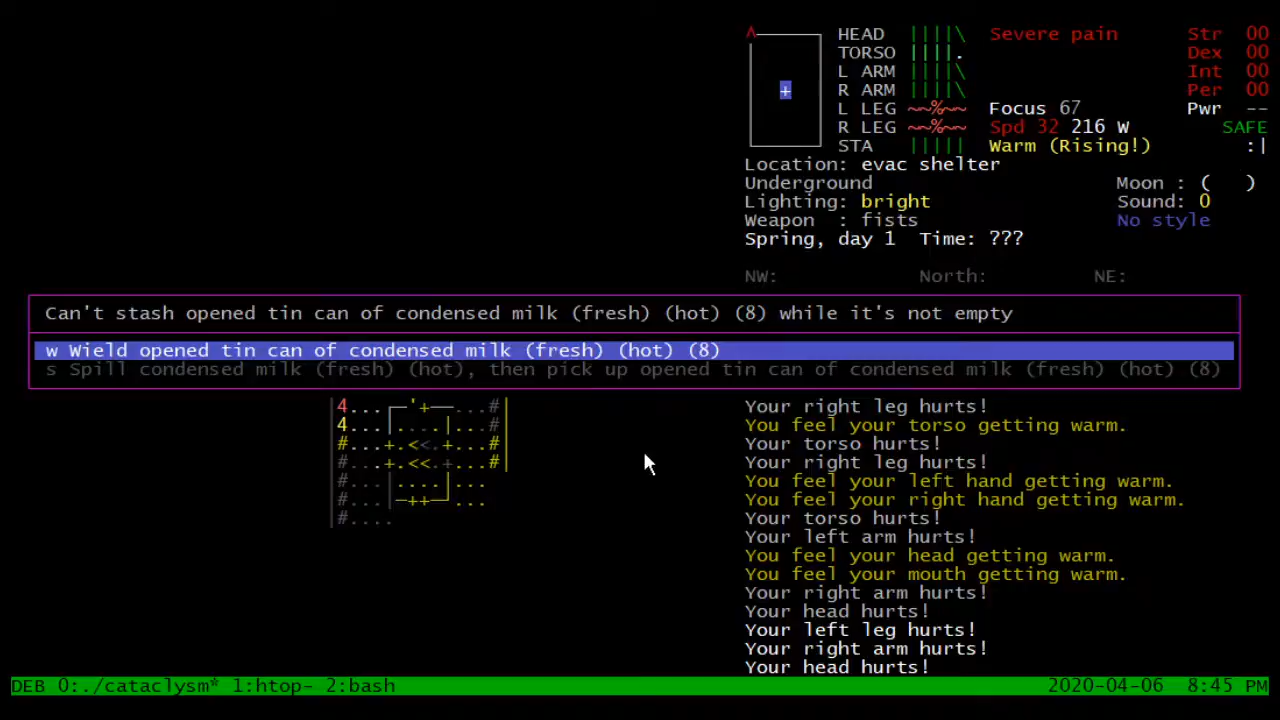 HEAD ||||\ Severe pain Str 00
TORSO ||||. Dex 00
L ARM ||||\ Int 00
R ARM ||||\ Per 00
L LEG ~~%~~ Focus 67 Pwr --
R LEG ~~%~~ Spd 32 216 W SAFE
STA ||||| Warm (Rising!) :|
Location: evac shelter
Underground Moon : (   )
Lighting: bright Sound: 0
Weapon  : fists No style
Spring, day 1  Time: ???
NW: North: NE:
Can't stash opened tin can of condensed milk (fresh) (hot) (8) while it's not empty
w Wield opened tin can of condensed milk (fresh) (hot) (8)
s Spill condensed milk (fresh) (hot), then pick up opened tin can of condensed milk (fresh) (hot) (8)
Your right leg hurts!
You feel your torso getting warm.
Your torso hurts!
Your right leg hurts!
You feel your left hand getting warm.
You feel your right hand getting warm.
Your torso hurts!
Your left arm hurts!
You feel your head getting warm.
You feel your mouth getting warm.
Your right arm hurts!
Your head hurts!
Your left leg hurts!
Your right arm hurts!
Your head hurts!
DEB 0:./cataclysm* 1:htop- 2:bash 2020-04-06  8:45 PM